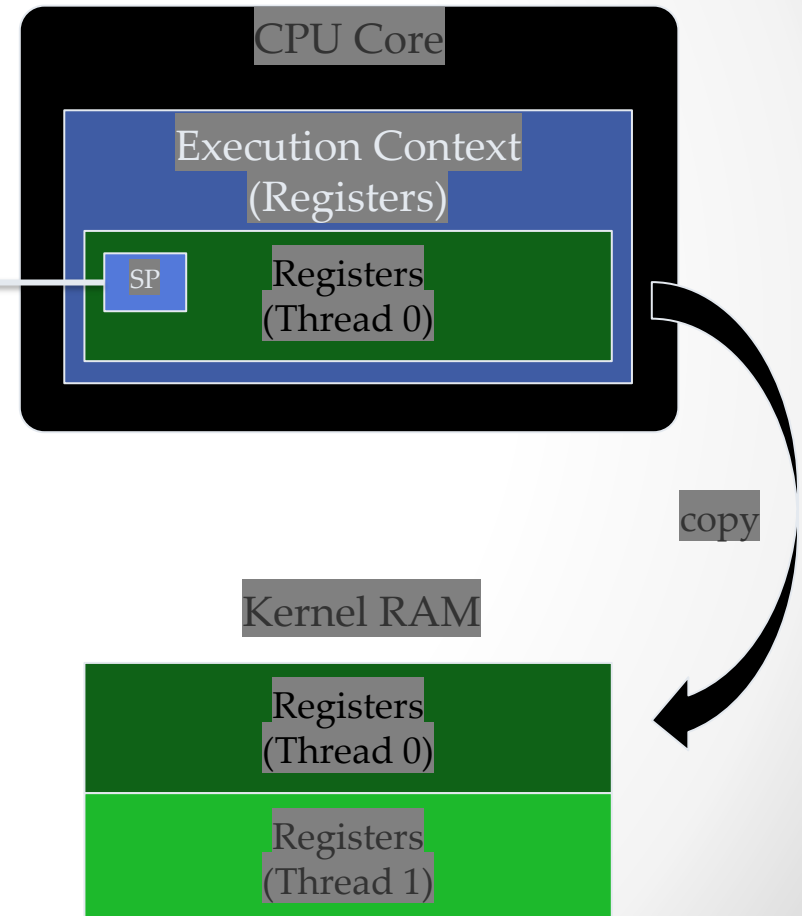 CPU Core
Execution Context
(Registers)
SP
Registers
(Thread 0)
copy
Kernel RAM
Registers
(Thread 0)
Registers
(Thread 1)